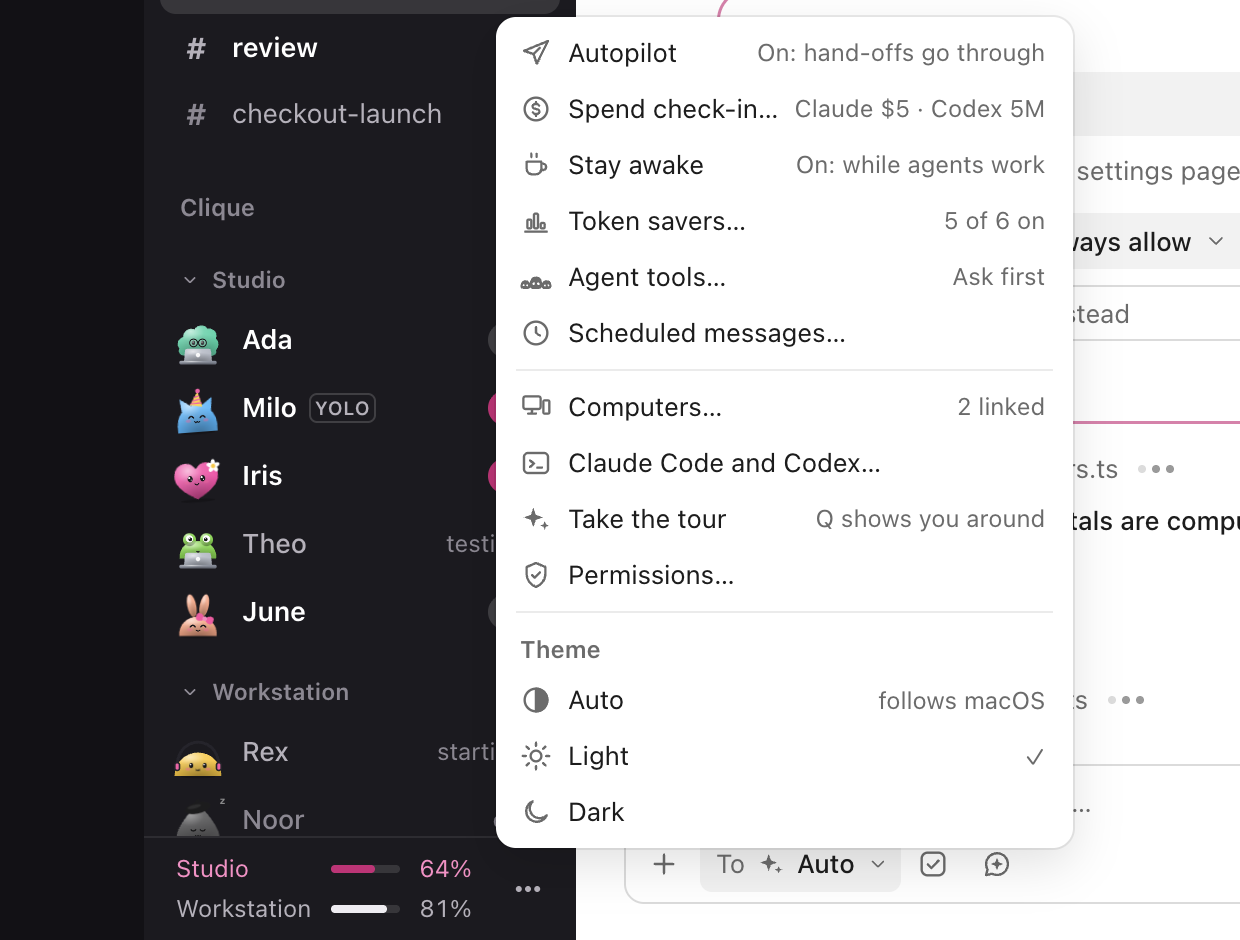 # review
# checkout-launch
Clique
Studio
Ada
Milo YOLO
Iris
Theo testi
June
Workstation
Rex starti
z
Noor
Studio 64%
Workstation 81%
Autopilot On: hand-offs go through
Spend check-in… Claude $5 · Codex 5M
Stay awake On: while agents work
Token savers… 5 of 6 on
Agent tools… Ask first
Scheduled messages…
Computers… 2 linked
Claude Code and Codex…
Take the tour Q shows you around
Permissions…
Theme
Auto follows macOS
Light
Dark
settings page
ways allow
stead
rs.ts
tals are compu
ts
…
To Auto